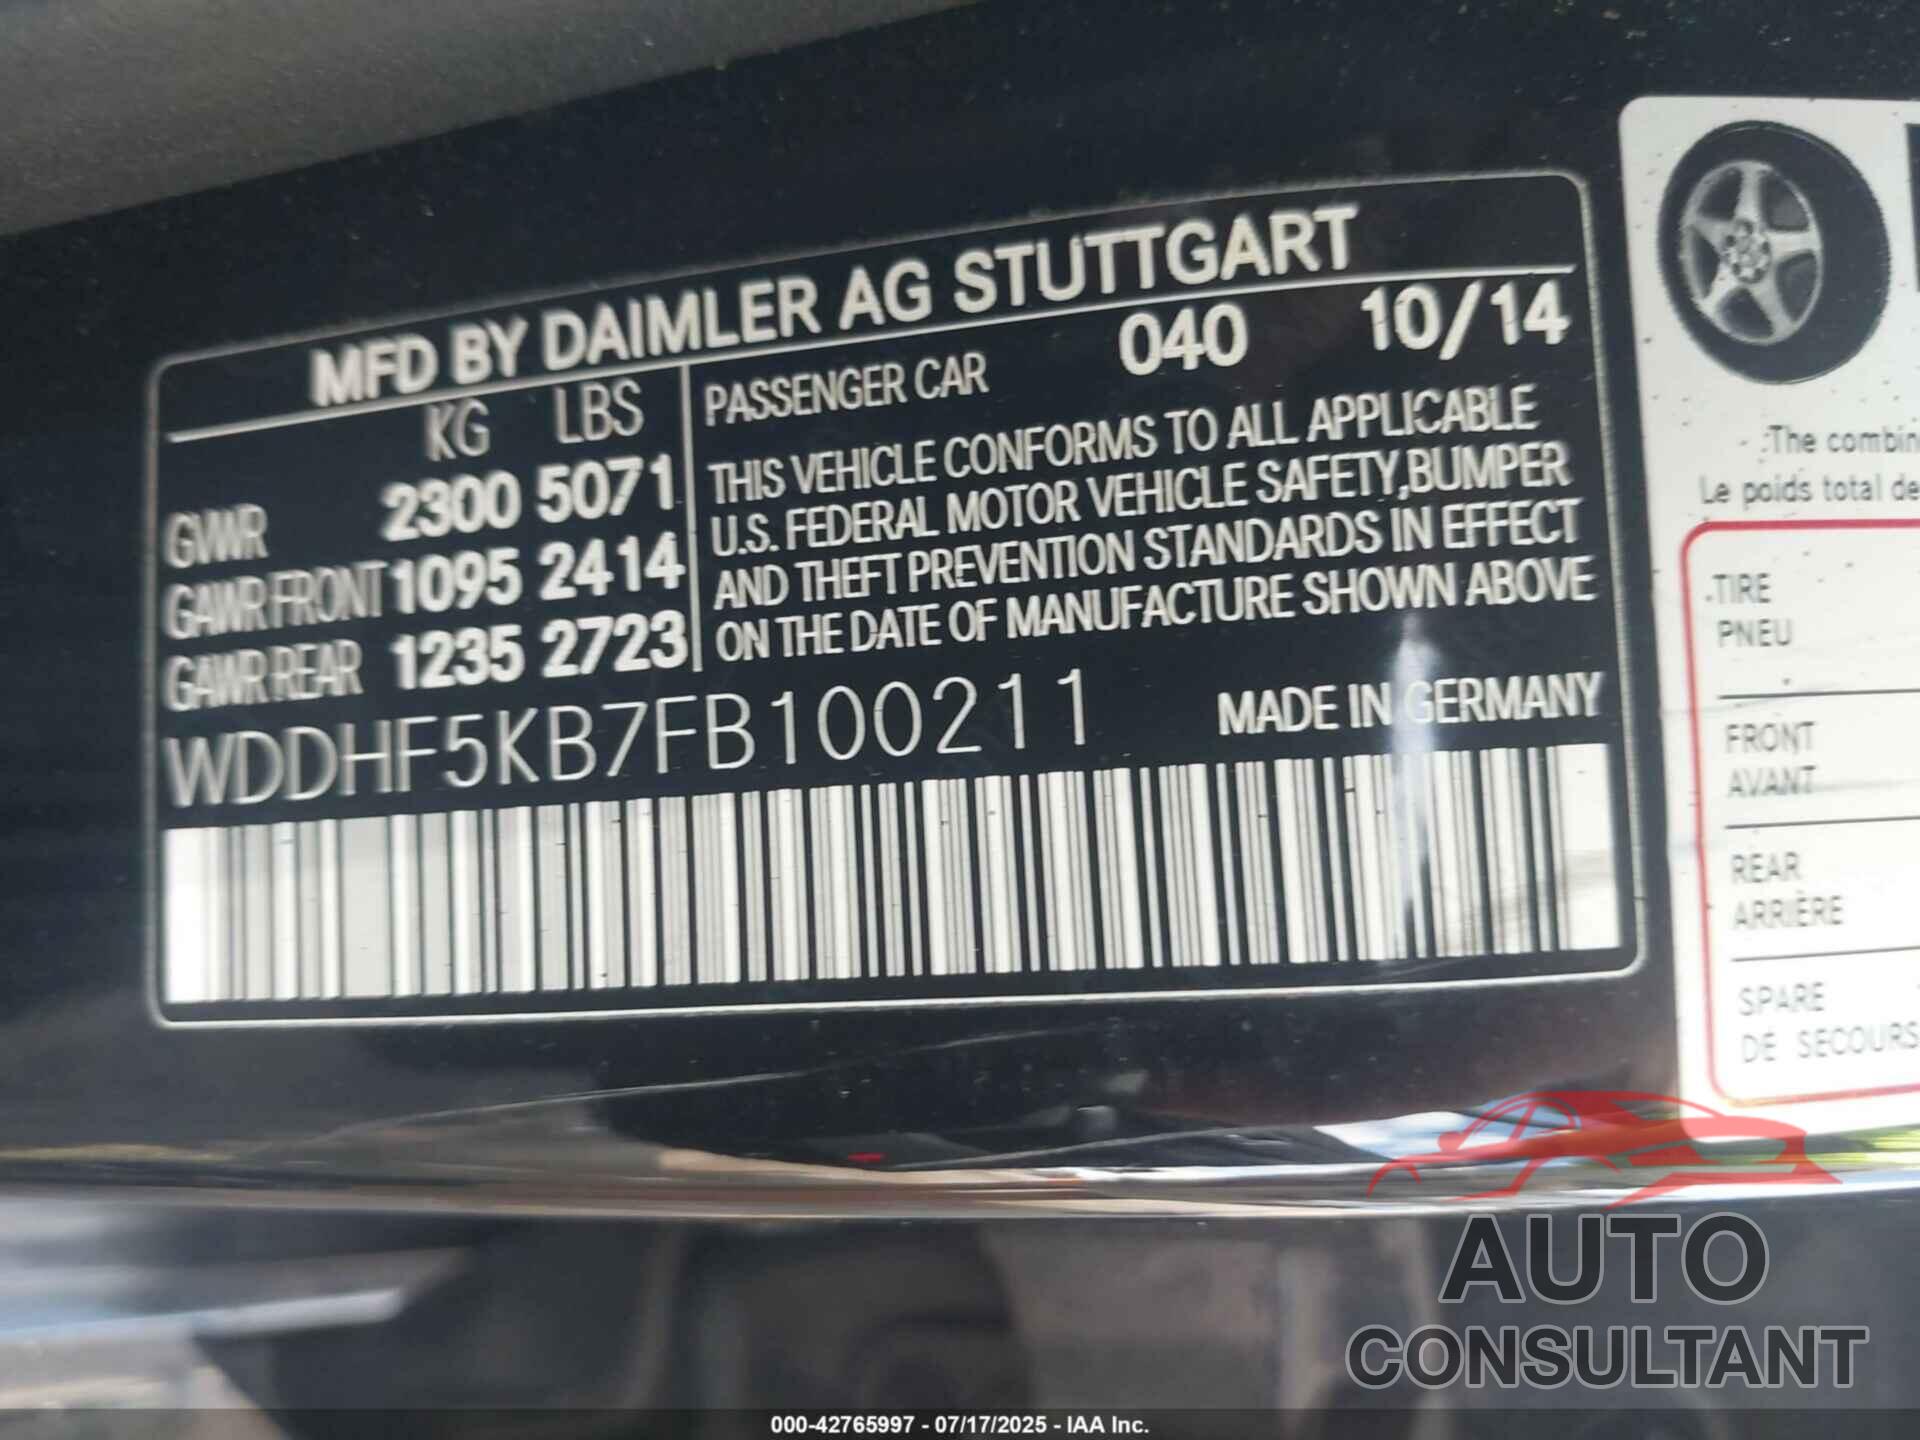 MFD BY DAIMLER AG STUTTGART
KG LBS
GVWR 2300 5071
GAWR FRONT 1095 2414
GAWR REAR 1235 2723
PASSENGER CAR 040 10/14
THIS VEHICLE CONFORMS TO ALL APPLICABLE
U.S. FEDERAL MOTOR VEHICLE SAFETY,BUMPER
AND THEFT PREVENTION STANDARDS IN EFFECT
ON THE DATE OF MANUFACTURE SHOWN ABOVE
WDDHF5KB7FB100211
MADE IN GERMANY
The combin
Le poids total de
TIRE
PNEU
FRONT
AVANT
REAR
ARRIÈRE
SPARE
DE SECOURS
AUTO
CONSULTANT
000-42765997 - 07/17/2025 - IAA Inc.